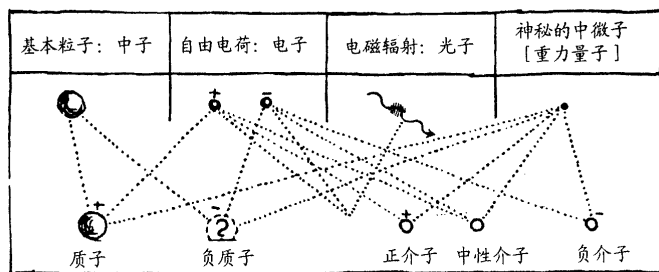 基本粒子：中子
自由电荷：电子
电磁辐射：光子
神秘的中微子
[重力量子]
+
-
+
-
?
+
-
质子
负质子
正介子
中性介子
负介子